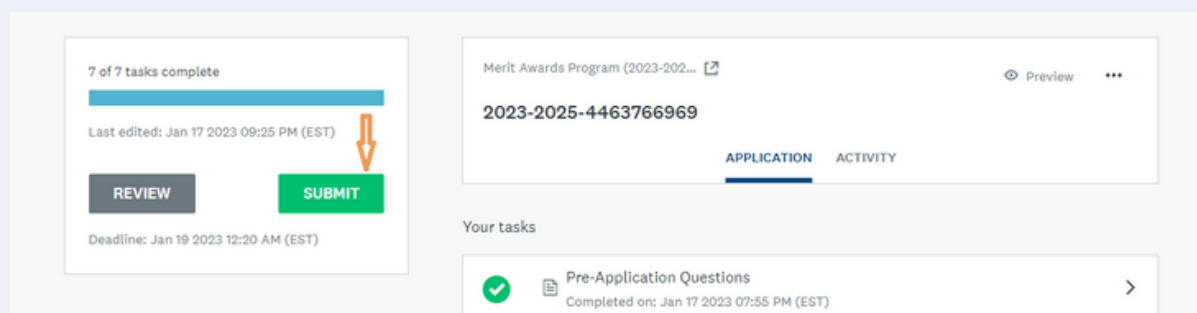 7 of 7 tasks complete
Last edited: Jan 17 2023 09:25 PM (EST)
REVIEW
SUBMIT
Deadline: Jan 19 2023 12:20 AM (EST)
Merit Awards Program (2023-202...
Preview
2023-2025-4463766969
APPLICATION
ACTIVITY
Your tasks
Pre-Application Questions
Completed on: Jan 17 2023 07:55 PM (EST)